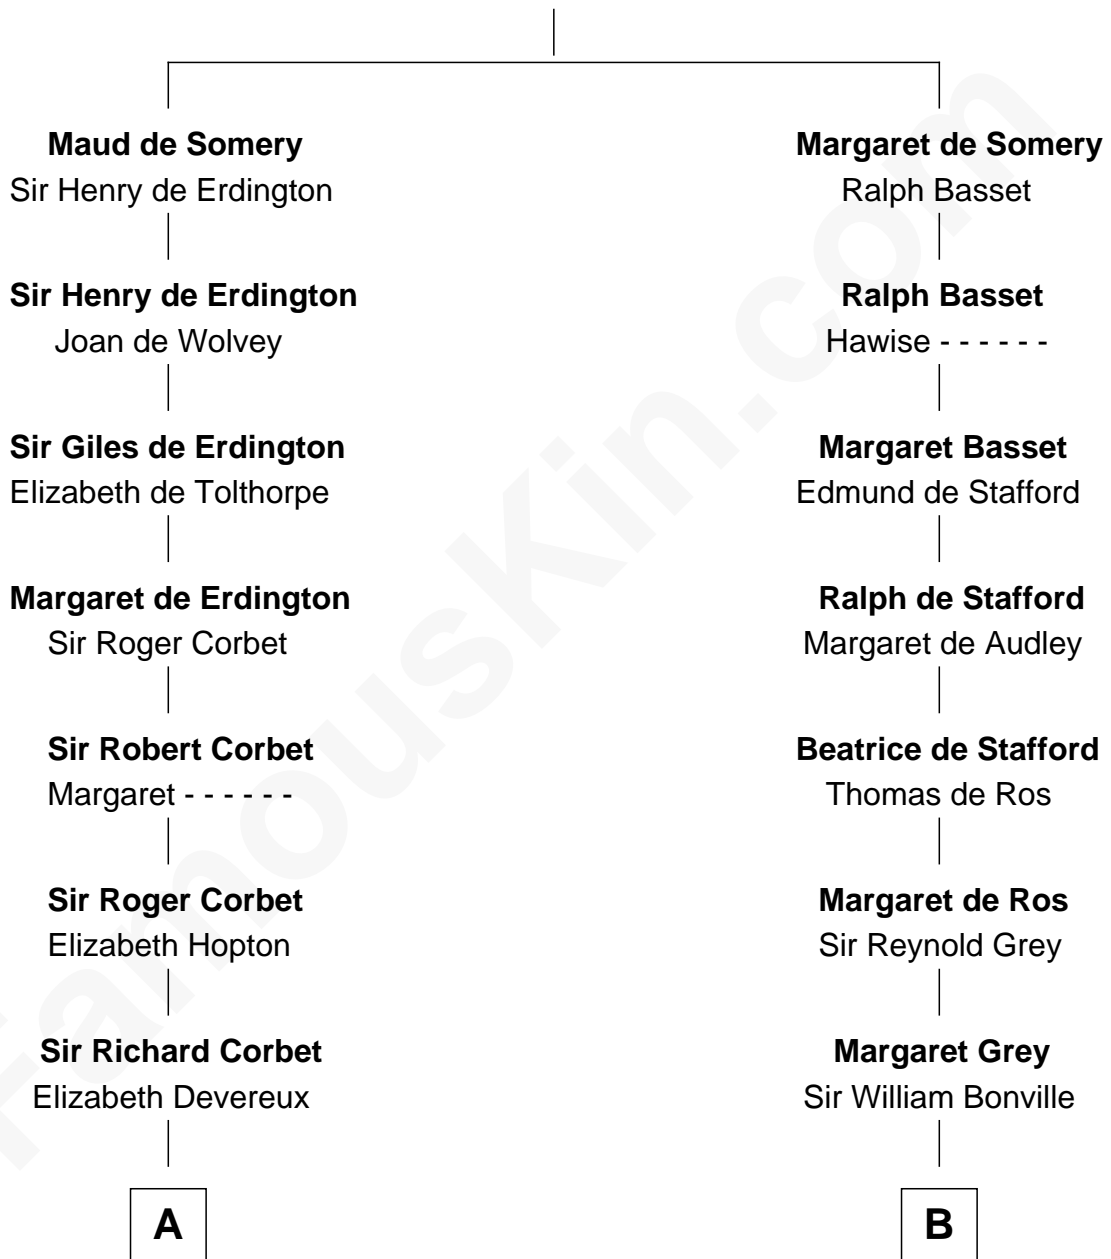 Maud de Somery
Sir Henry de Erdington
Sir Henry de Erdington
Joan de Wolvey
Sir Giles de Erdington
Elizabeth de Tolthorpe
Margaret de Erdington
Sir Roger Corbet
Sir Robert Corbet
Margaret - - - - - -
Sir Roger Corbet
Elizabeth Hopton
Sir Richard Corbet
Elizabeth Devereux
A
Margaret de Somery
Ralph Basset
Ralph Basset
Hawise - - - - - -
Margaret Basset
Edmund de Stafford
Ralph de Stafford
Margaret de Audley
Beatrice de Stafford
Thomas de Ros
Margaret de Ros
Sir Reynold Grey
Margaret Grey
Sir William Bonville
B
FamousKin.com